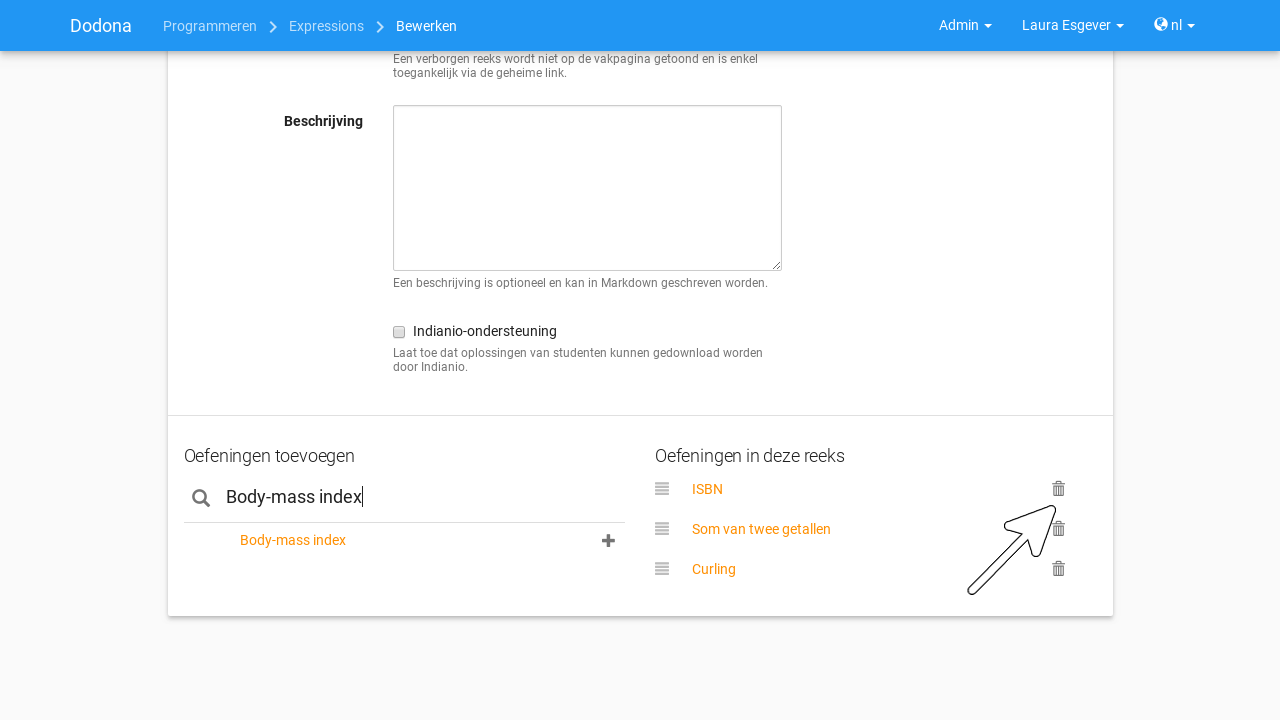 Dodona Programmeren Expressions Bewerken Admin Laura Esgever nl
Een verborgen reeks wordt niet op de vakpagina getoond en is enkel
toegankelijk via de geheime link.
Beschrijving
Een beschrijving is optioneel en kan in Markdown geschreven worden.
Indianio-ondersteuning
Laat toe dat oplossingen van studenten kunnen gedownload worden
door Indianio.
Oefeningen toevoegen
Body-mass index
Body-mass index
Oefeningen in deze reeks
ISBN
Som van twee getallen
Curling